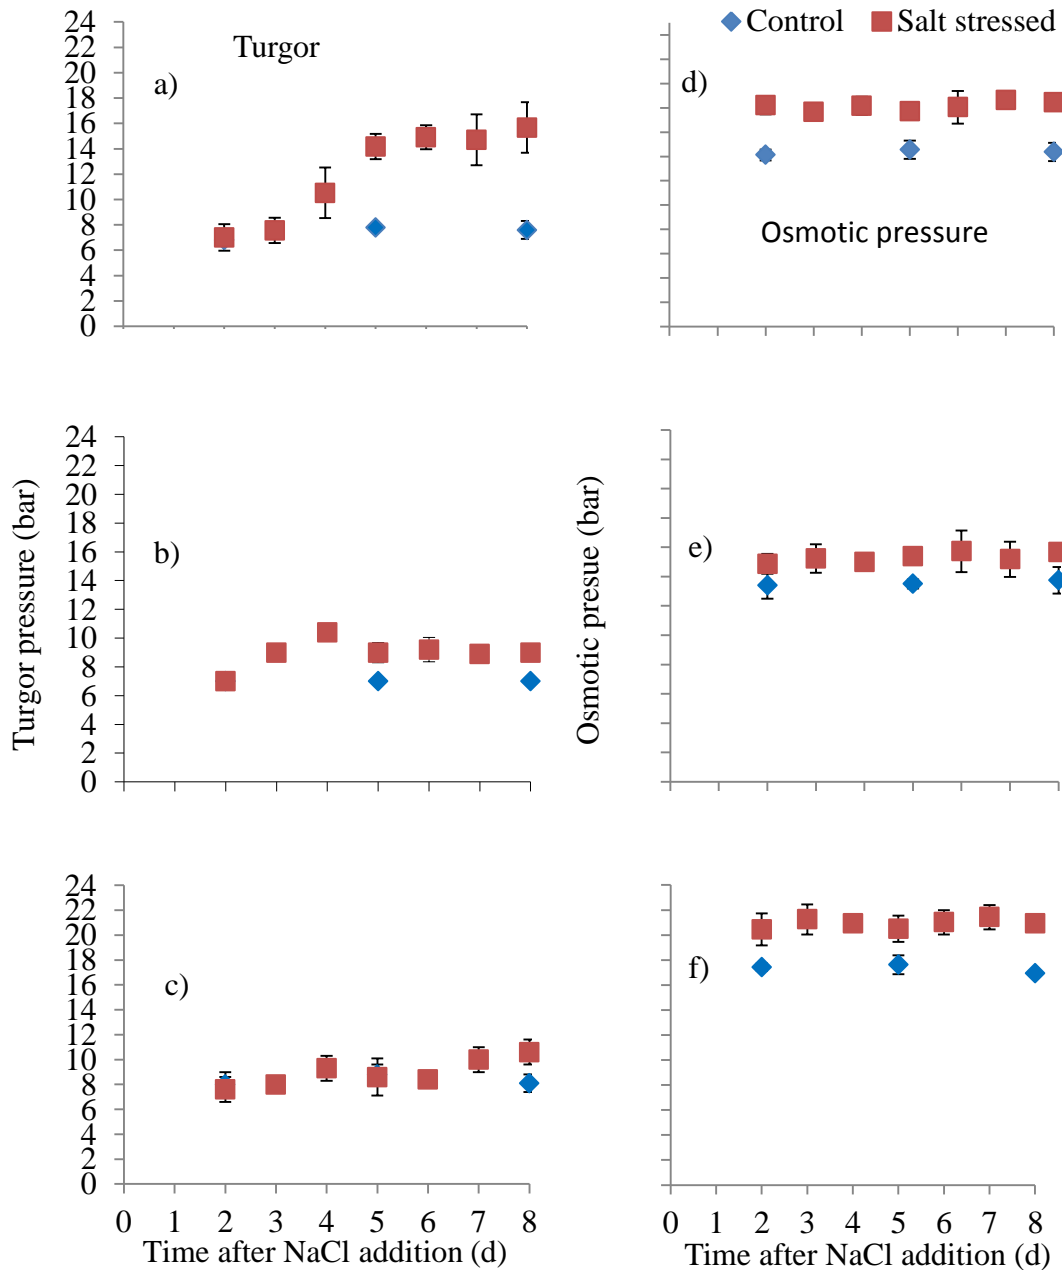 Control Salt stressed
24
22
20
18
16
14
12
10
8
6
4
2
0
Turgor
a)
d)
Osmotic pressure
Turgor pressure (bar)
24
22
20
18
16
14
12
10
8
6
4
2
0
b)
Osmotic presue (bar)
e)
24
22
20
18
16
14
12
10
8
6
4
2
0
c)
0 1 2 3 4 5 6 7 8
Time after NaCl addition (d)
f)
0 1 2 3 4 5 6 7 8
Time after NaCl addition (d)